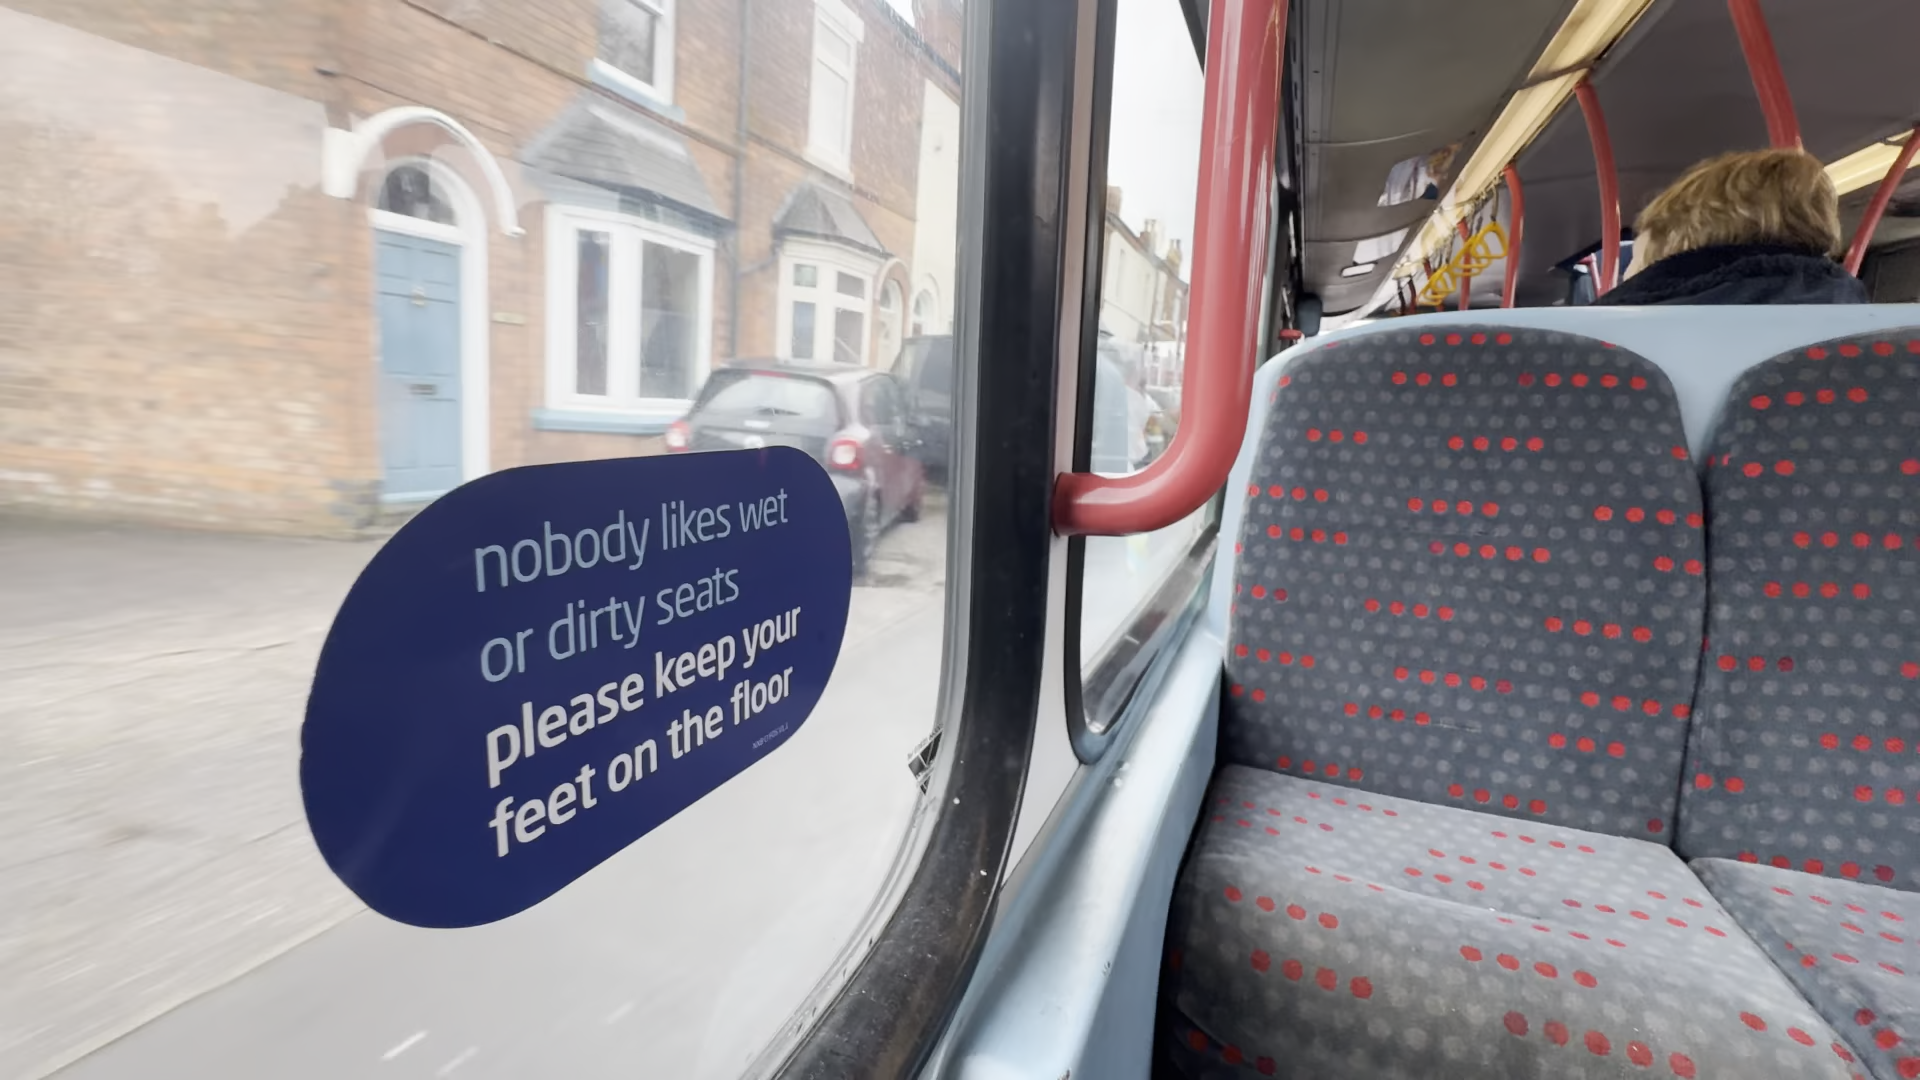 nobody likes wet
or dirty seats
please keep your
feet on the floor